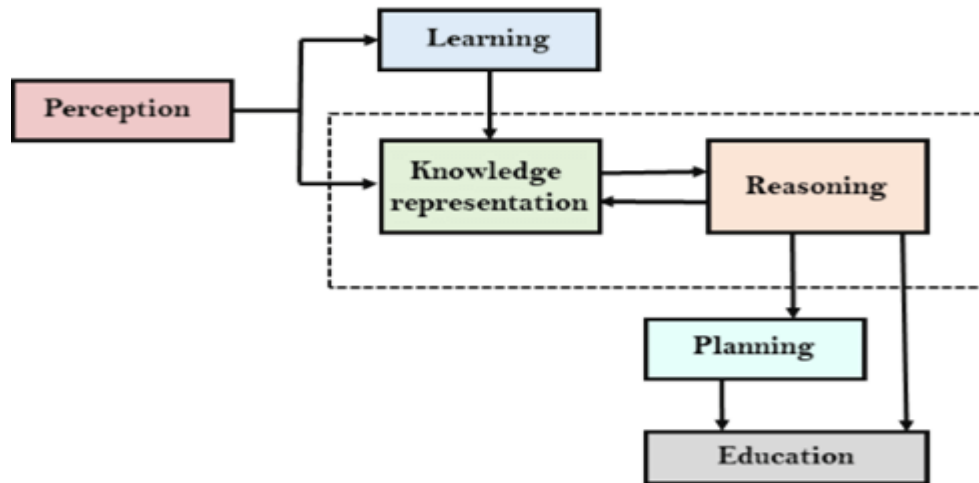 Learning
Perception
Knowledge
representation
Reasoning
Planning
Education